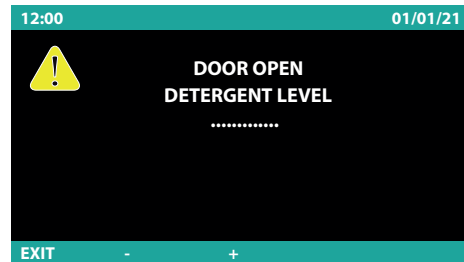 12:00 01/01/21
DOOR OPEN
DETERGENT LEVEL
.............
EXIT - +